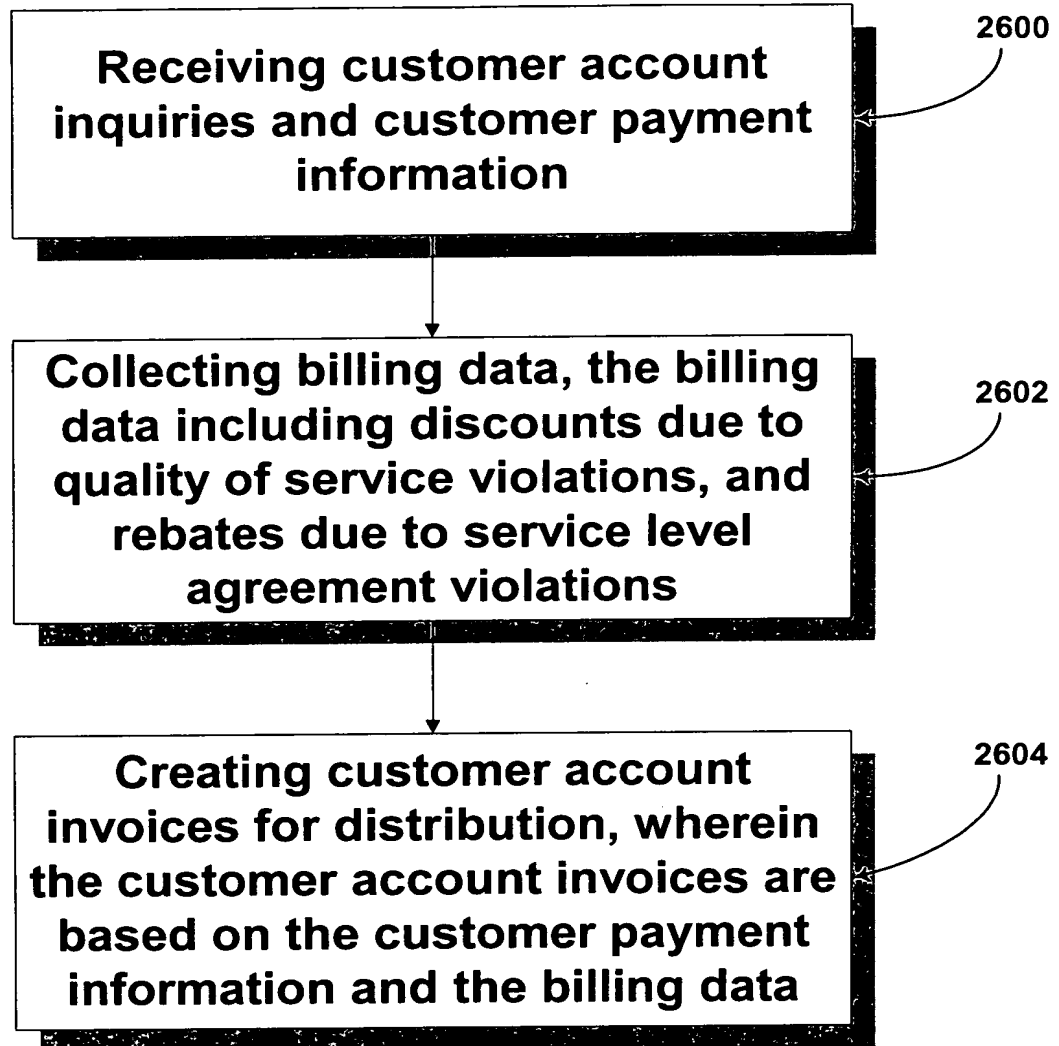 2600
Receiving customer account
inquiries and customer payment
information
2602
Collecting billing data, the billing
data including discounts due to
quality of service violations, and
rebates due to service level
agreement violations
2604
Creating customer account
invoices for distribution, wherein
the customer account invoices are
based on the customer payment
information and the billing data